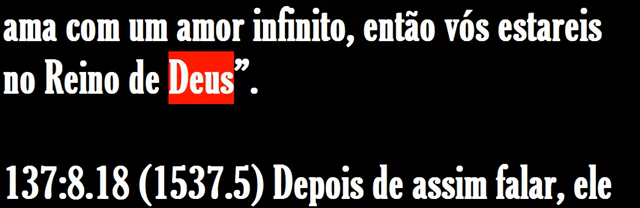 ama com um amor infinito, então vós estareis
no Reino de Deus”.
137:8.18 (1537.5) Depois de assim falar, ele